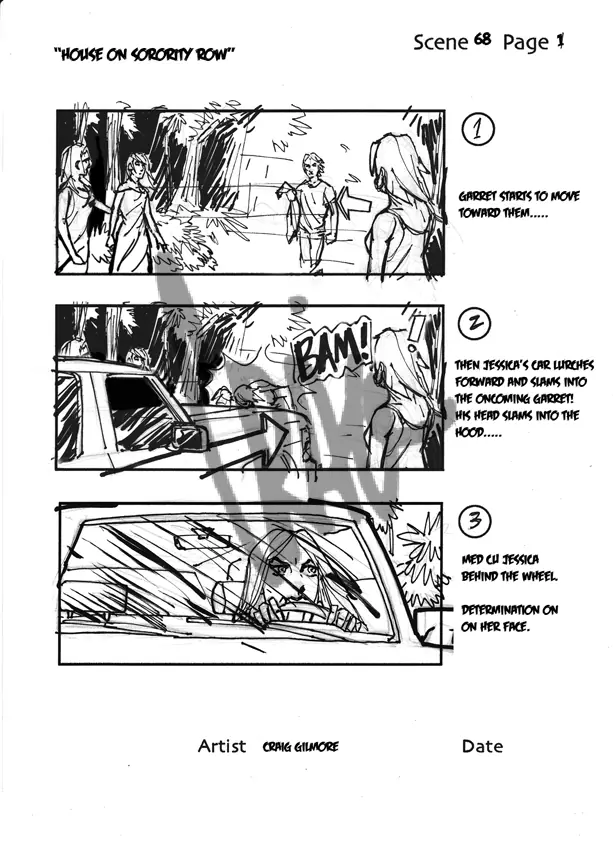 Scene 68 Page 1
"HOUSE ON SORORITY ROW"
1
GARRET STARTS TO MOVE
TOWARD THEM.....
BAM!
!
2
THEN JESSICA'S CAR LURCHES
FORWARD AND SLAMS INTO
THE ONCOMING GARRET!
HIS HEAD SLAMS INTO THE
HOOD.....
3
MED CU JESSICA
BEHIND THE WHEEL.
DETERMINATION ON
ON HER FACE.
Artist CRAIG GILMORE
Date